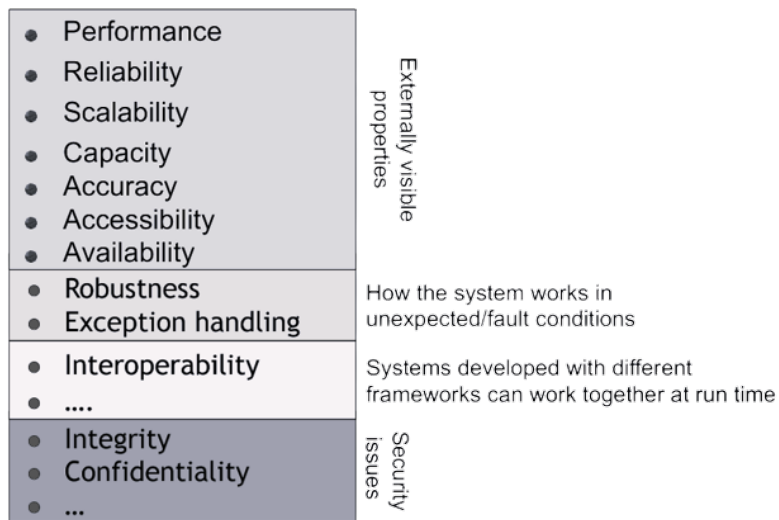 Performance
Reliability
Scalability
Capacity
Accuracy
Accessibility
Availability
Externally visible
properties
Robustness
Exception handling
How the system works in
unexpected/fault conditions
Interoperability
....
Systems developed with different
frameworks can work together at run time
Integrity
Confidentiality
...
Security
issues